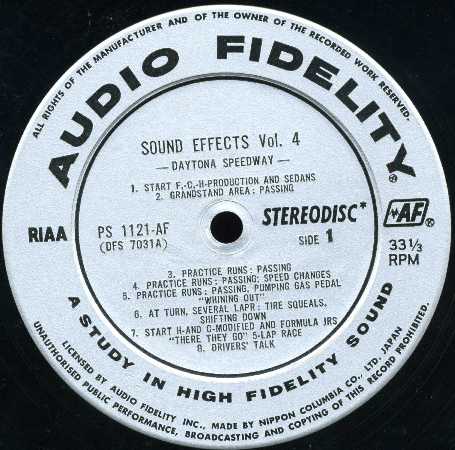 ALL RIGHTS OF THE MANUFACTURER AND OF THE OWNER OF THE RECORDED WORK RESERVED.
AUDIO FIDELITY®
SOUND EFFECTS Vol. 4
— DAYTONA SPEEDWAY —
1. START F,-G,-H-PRODUCTION AND SEDANS
2. GRANDSTAND AREA: PASSING
RIAA
PS 1121-AF
(DFS 7031A)
STEREODISC*
SIDE 1
AF®
33⅓
RPM
3. PRACTICE RUNS: PASSING
4. PRACTICE RUNS: PASSING; SPEED CHANGES
5. PRACTICE RUNS: PASSING, PUMPING GAS PEDAL
"WHINING OUT"
6. AT TURN, SEVERAL LAPR: TIRE SQUEALS,
SHIFTING DOWN
7. START H-AND G-MODIFIED AND FORMULA JRS
"THERE THEY GO" 5-LAP RACE
8. DRIVERS' TALK
A STUDY IN HIGH FIDELITY SOUND
LICENSED BY AUDIO FIDELITY INC., MADE BY NIPPON COLUMBIA CO., LTD. JAPAN
UNAUTHORISED PUBLIC PERFORMANCE, BROADCASTING AND COPYING OF THIS RECORD PROHIBITED.